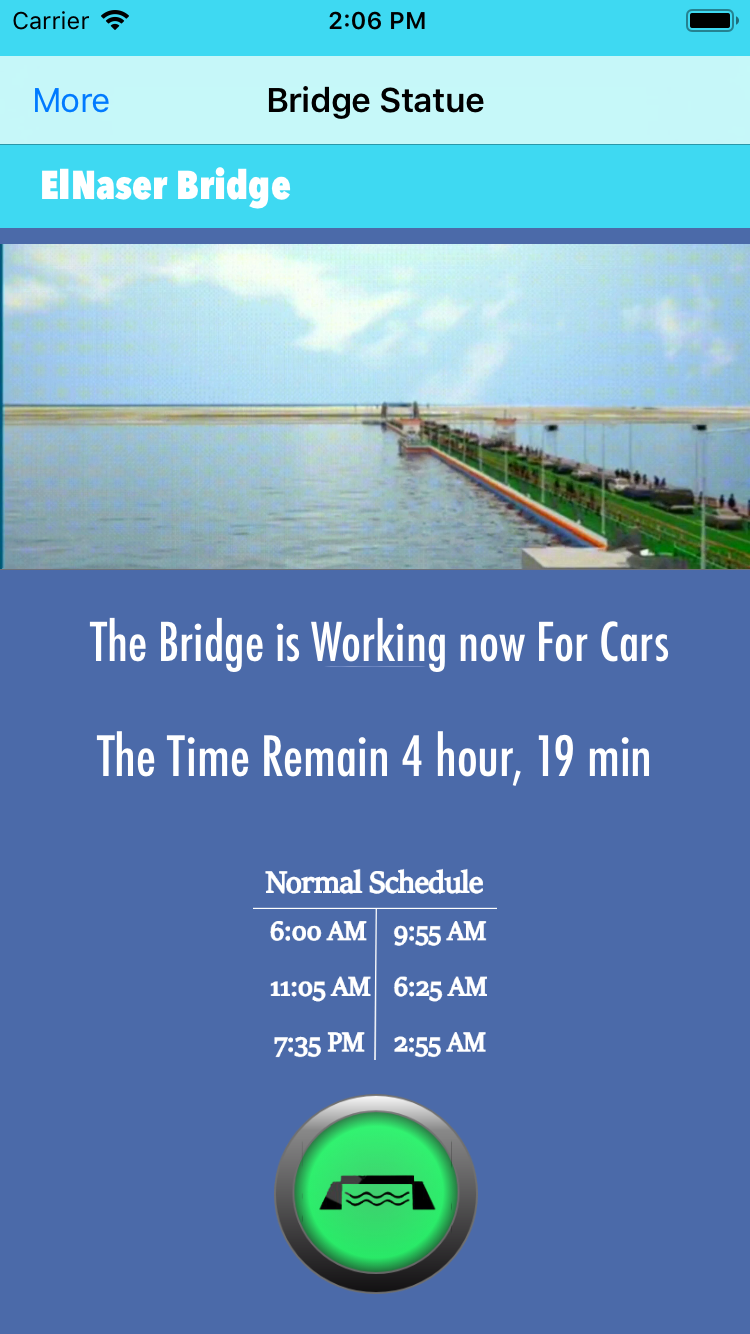 Carrier 2:06 PM
More Bridge Statue
ElNaser Bridge
The Bridge is Working now For Cars
The Time Remain 4 hour, 19 min
Normal Schedule
6:00 AM 9:55 AM
11:05 AM 6:25 AM
7:35 PM 2:55 AM